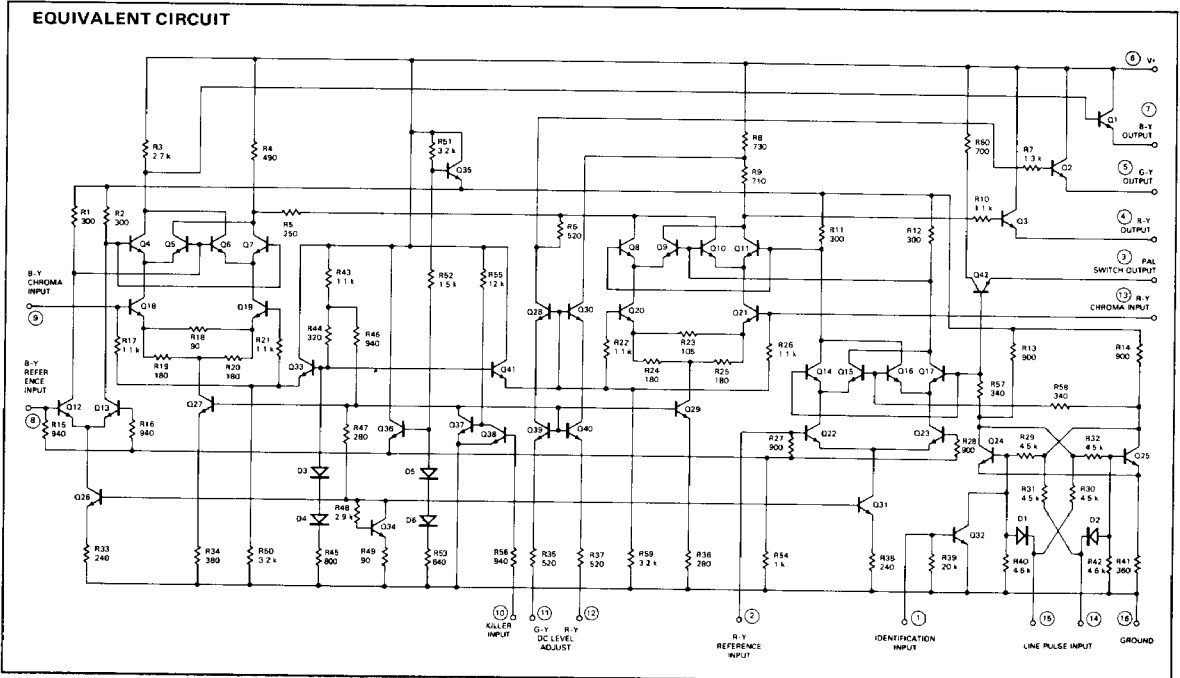 EQUIVALENT CIRCUIT
6 V+
7 B-Y OUTPUT
5 G-Y OUTPUT
4 R-Y OUTPUT
3 PAL SWITCH OUTPUT
13 R-Y CHROMA INPUT
B-Y CHROMA INPUT 9
B-Y REFER ENCE INPUT 8
10 KILLER INPUT
11 G-Y
12 R-Y
DC LEVEL ADJUST
2 R-Y REFERENCE INPUT
1 IDENTIFICATION INPUT
15 14 LINE PULSE INPUT
16 GROUND
R3 2.7 k
R4 490
R51 3.2 k
Q35
R8 730
R9 710
R60 700
R7 1.3 k
Q1
Q2
R10 1.1 k
Q3
R1 300
R2 300
Q4 Q5 Q6 Q7
R5 250
R6 520
Q8 Q9 Q10 Q11
R11 300
R12 300
Q42
R43 1.1 k
R52 1.5 k
R55 12 k
Q18 Q19
R17 1.1 k
R18 90
R19 180
R20 180
R21 1.1 k
R44 320
R46 940
Q33
Q41
Q28 Q30
Q20 Q21
R22 1.1 k
R23 105
R24 180
R25 180
R26 1.1 k
Q14 Q15 Q16 Q17
R13 900
R14 900
R57 340
R58 340
Q12 Q13
R15 940
R16 940
Q27
R47 280
Q36
Q37 Q38
Q39 Q40
Q29
Q22 Q23
R27 900
R28 900
Q24
R29 4.5 k
R32 4.5 k
Q25
R31 4.5 k
R30 4.5 k
D3
D4
D5
D6
Q26
R48 2.9 k
Q34
Q31
Q32
D1 D2
R33 240
R34 380
R50 3.2 k
R45 800
R49 90
R53 640
R56 940
R35 520
R37 520
R59 3.2 k
R36 280
R54 1 k
R38 240
R39 20 k
R40 4.6 k
R42 4.6 k
R41 360